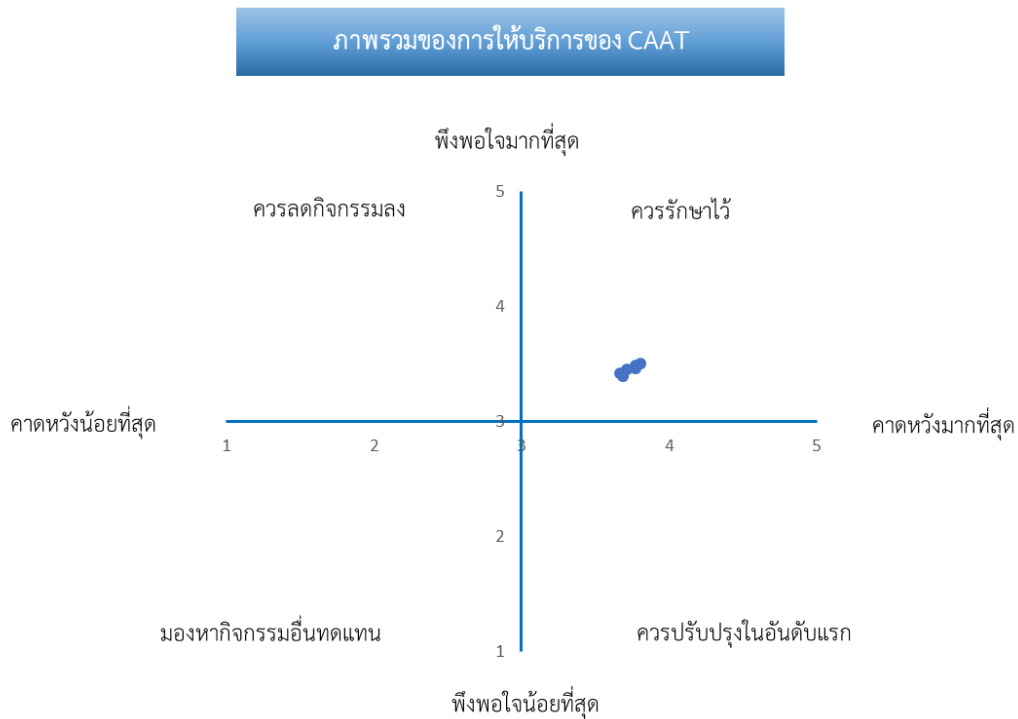 ภาพรวมของการให้บริการของ CAAT
พึงพอใจมากที่สุด
5
ควรลดกิจกรรมลง
ควรรักษาไว้
4
คาดหวังน้อยที่สุด
3
คาดหวังมากที่สุด
1 2 3 4 5
2
มองหากิจกรรมอื่นทดแทน
ควรปรับปรุงในอันดับแรก
1
พึงพอใจน้อยที่สุด